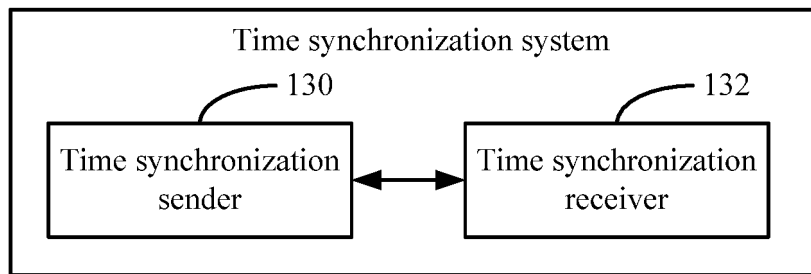 Time synchronization system
130
132
Time synchronization
sender
Time synchronization
receiver